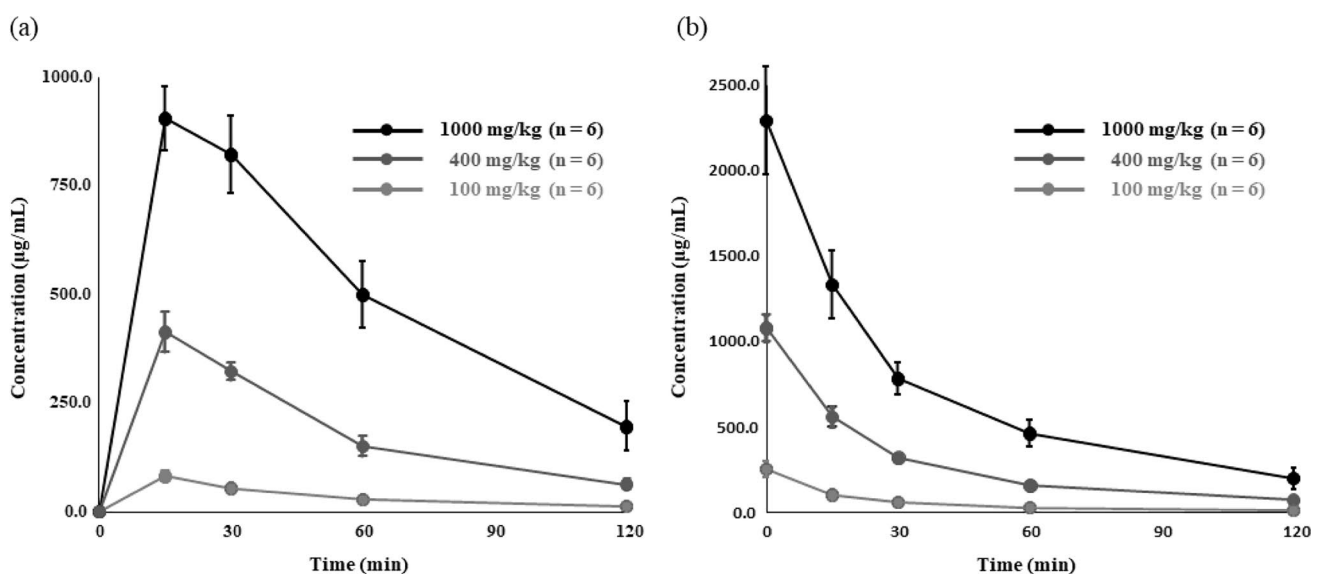 (a)
Concentration (µg/mL)
1000.0
750.0
500.0
250.0
0.0
1000 mg/kg (n = 6)
400 mg/kg (n = 6)
100 mg/kg (n = 6)
0
30
60
90
120
Time (min)
(b)
Concentration (µg/mL)
2500.0
2000.0
1500.0
1000.0
500.0
0.0
1000 mg/kg (n = 6)
400 mg/kg (n = 6)
100 mg/kg (n = 6)
0
30
60
90
120
Time (min)